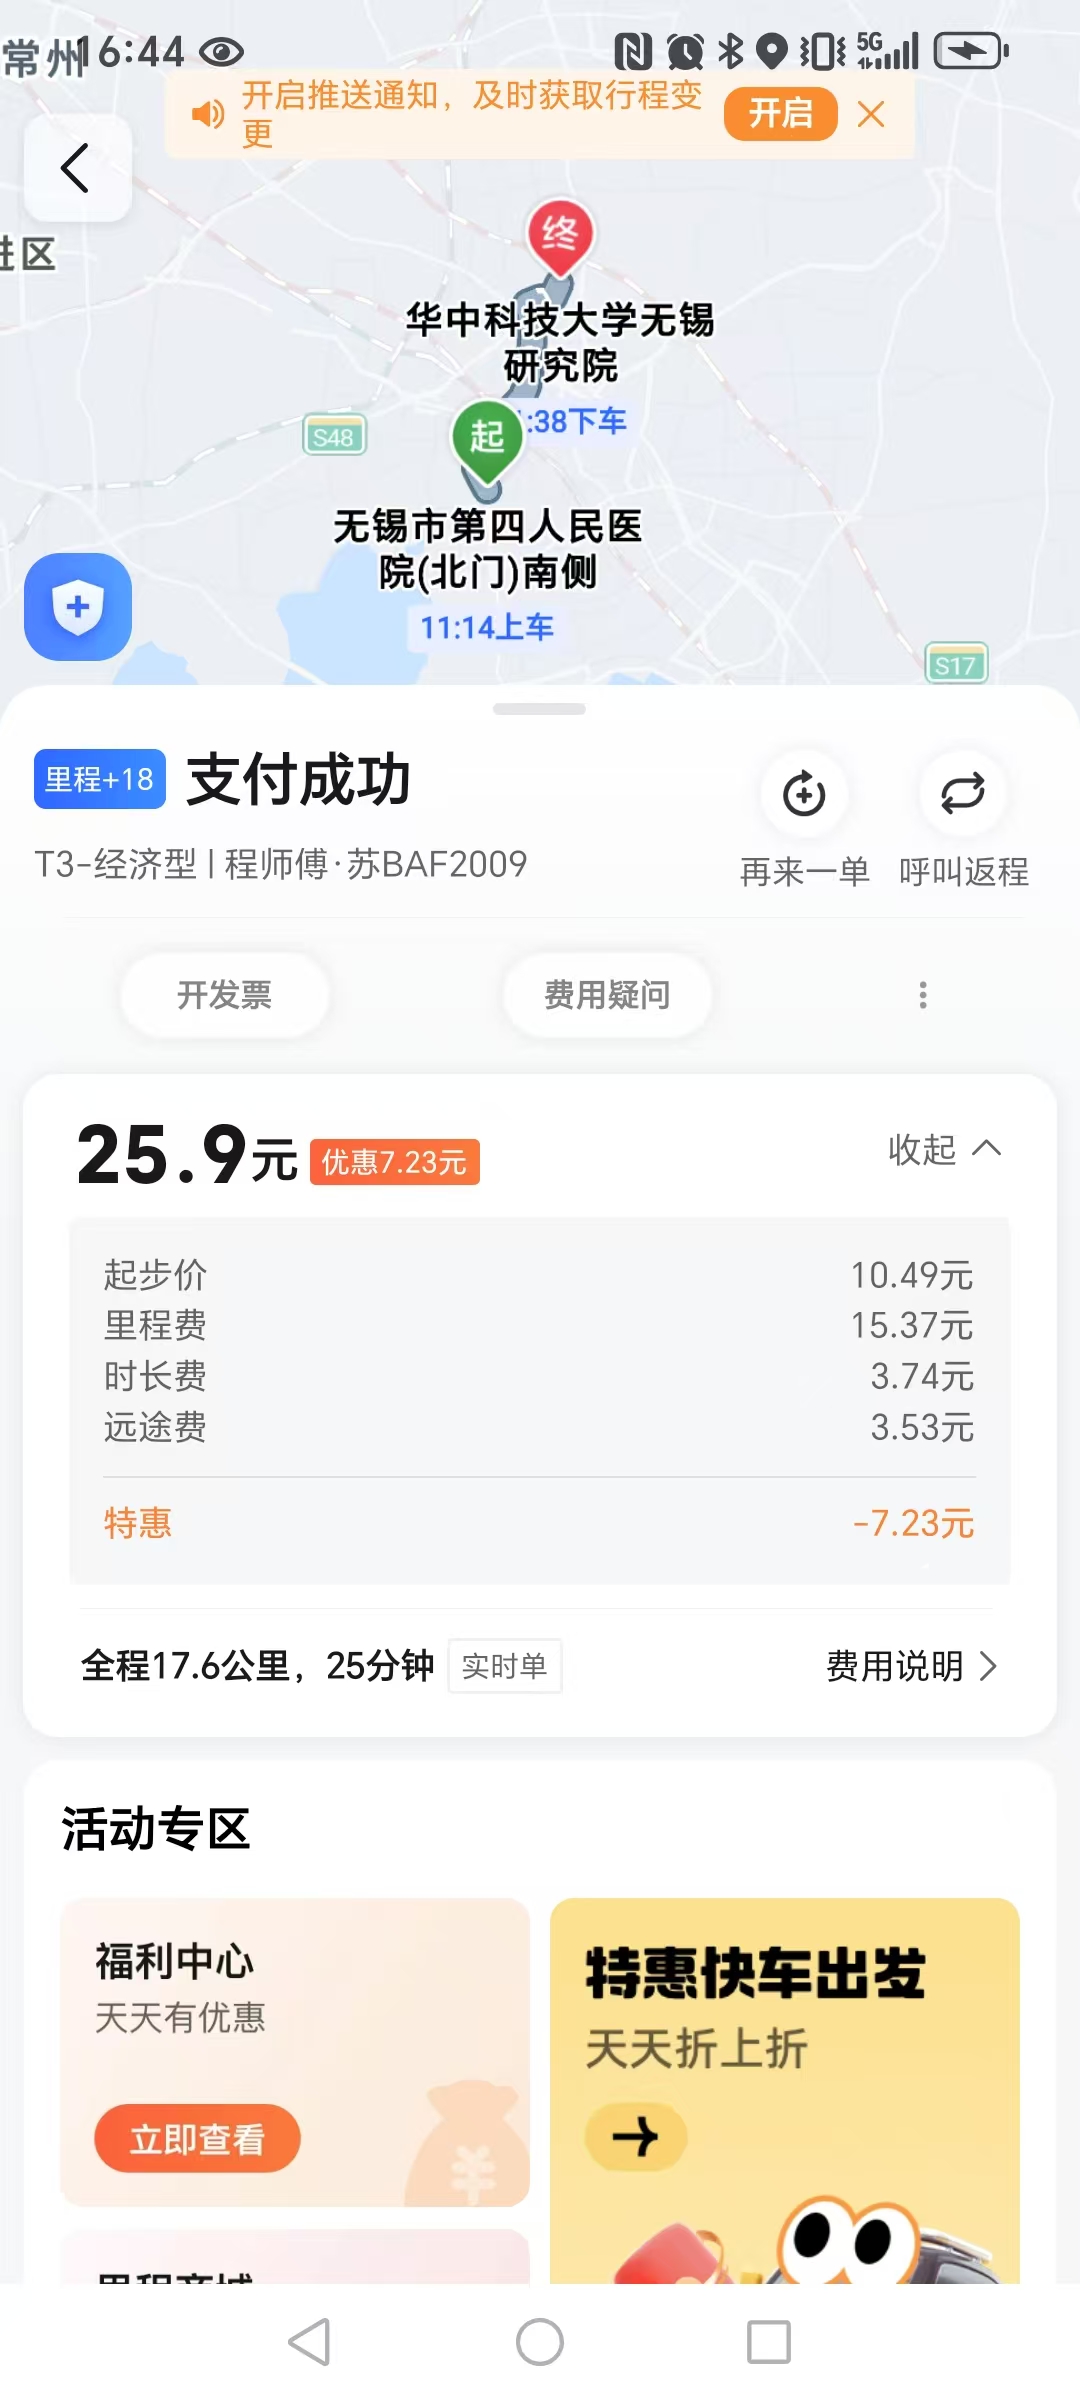 常州
16:44
5G
开启推送通知，及时获取行程变
更
开启
进区
终
华中科技大学无锡
研究院
:38下车
S48
起
无锡市第四人民医
院(北门)南侧
11:14上车
S17
里程+18
支付成功
T3-经济型 | 程师傅·苏BAF2009
再来一单
呼叫返程
开发票
费用疑问
25.9元
优惠7.23元
收起
起步价
10.49元
里程费
15.37元
时长费
3.74元
远途费
3.53元
特惠
-7.23元
全程17.6公里，25分钟
实时单
费用说明
活动专区
福利中心
天天有优惠
立即查看
¥
特惠快车出发
天天折上折
里程商城